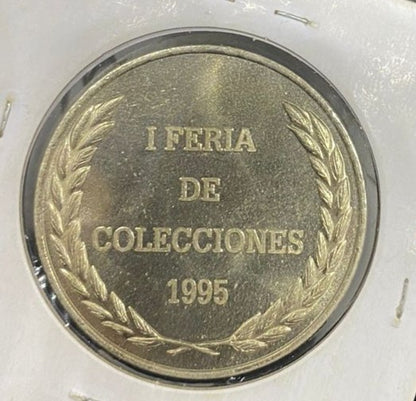 I FERIA
DE
COLECCIONES
1995